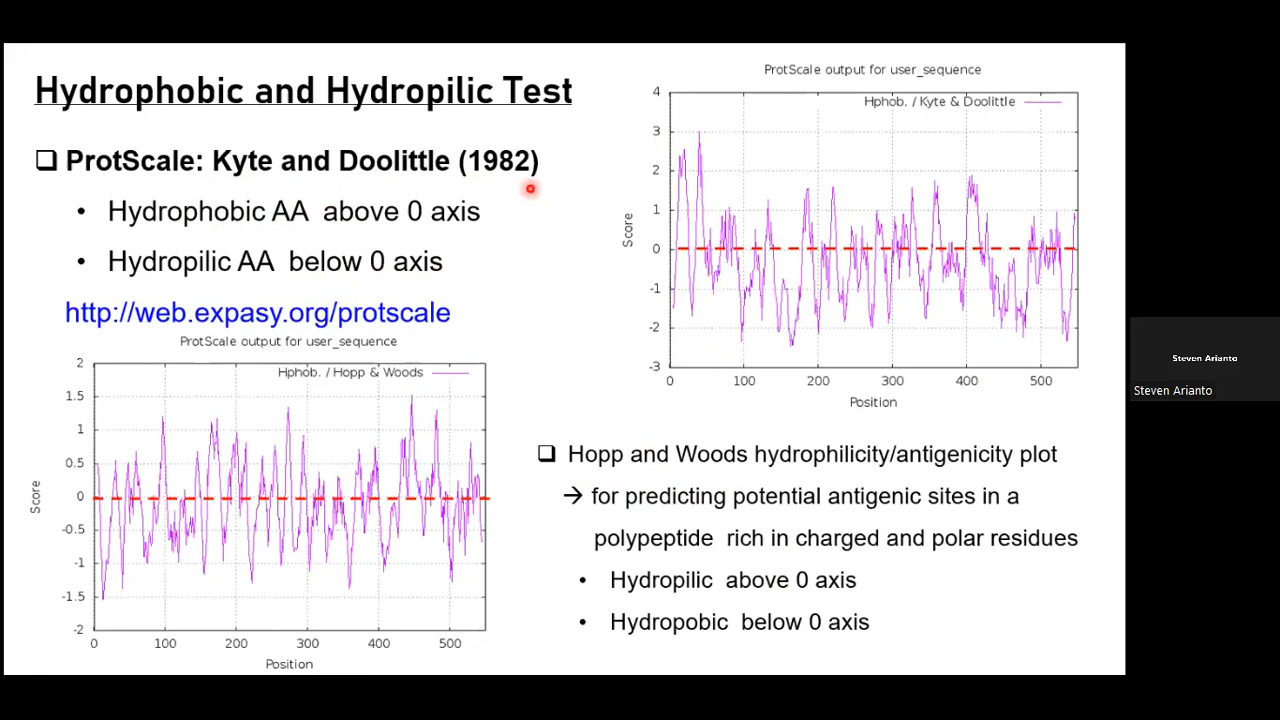 Hydrophobic and Hydropilic Test
❑ ProtScale: Kyte and Doolittle (1982)
• Hydrophobic AA above 0 axis
• Hydropilic AA below 0 axis
http://web.expasy.org/protscale
ProtScale output for user_sequence
Hphob. / Hopp & Woods
2
1.5
1
0.5
0
-0.5
-1
-1.5
-2
Score
0 100 200 300 400 500
Position
ProtScale output for user_sequence
Hphob. / Kyte & Doolittle
4
3
2
1
0
-1
-2
-3
Score
0 100 200 300 400 500
Position
❑ Hopp and Woods hydrophilicity/antigenicity plot
→ for predicting potential antigenic sites in a
polypeptide rich in charged and polar residues
• Hydropilic above 0 axis
• Hydropobic below 0 axis
Steven Arianto
Steven Arianto